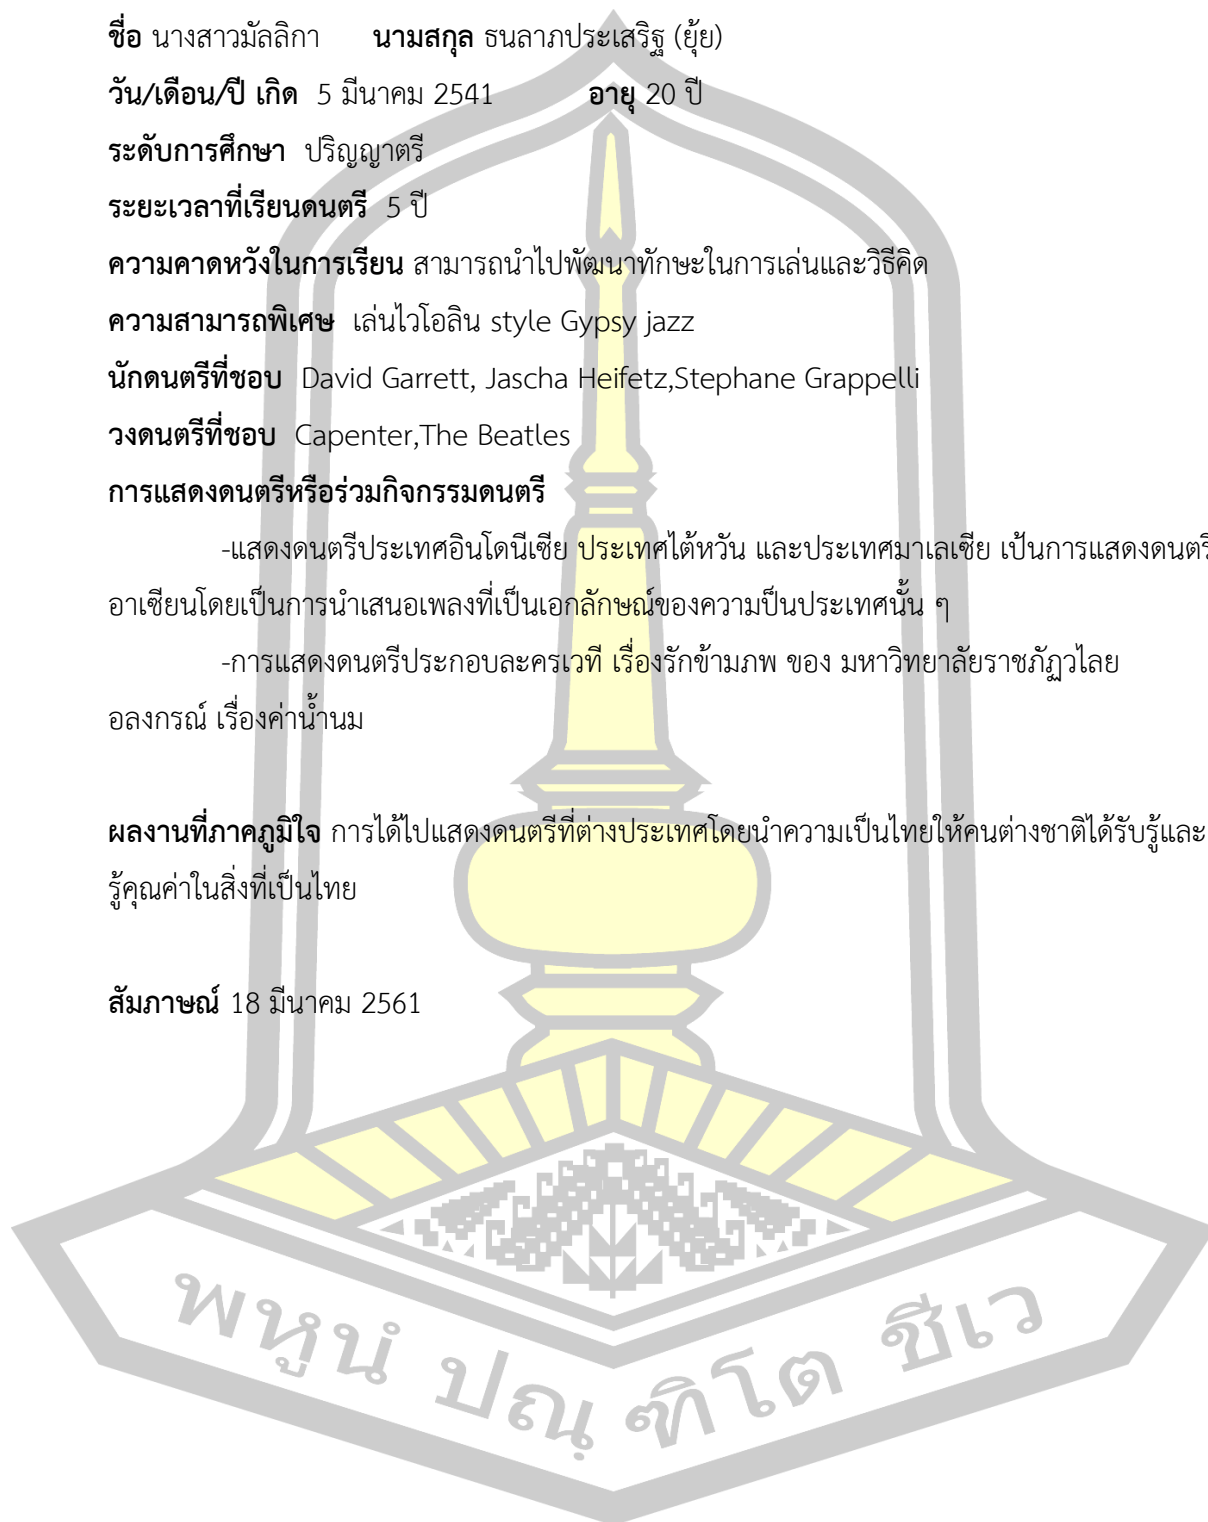 ชื่อ นางสาวมัลลิกา นามสกุล ธนลาภประเสริฐ (ยุ้ย)
วัน/เดือน/ปี เกิด 5 มีนาคม 2541 อายุ 20 ปี
ระดับการศึกษา ปริญญาตรี
ระยะเวลาที่เรียนดนตรี 5 ปี
ความคาดหวังในการเรียน สามารถนำไปพัฒนาทักษะในการเล่นและวิธีคิด
ความสามารถพิเศษ เล่นไวโอลิน style Gypsy jazz
นักดนตรีที่ชอบ David Garrett, Jascha Heifetz,Stephane Grappelli
วงดนตรีที่ชอบ Capenter,The Beatles
การแสดงดนตรีหรือร่วมกิจกรรมดนตรี
-แสดงดนตรีประเทศอินโดนีเซีย ประเทศไต้หวัน และประเทศมาเลเซีย เป้นการแสดงดนตรี
อาเซียนโดยเป็นการนำเสนอเพลงที่เป็นเอกลักษณ์ของความป็นประเทศนั้น ๆ
-การแสดงดนตรีประกอบละครเวที เรื่องรักข้ามภพ ของ มหาวิทยาลัยราชภัฏวไลย
อลงกรณ์ เรื่องค่าน้ำนม
ผลงานที่ภาคภูมิใจ การได้ไปแสดงดนตรีที่ต่างประเทศโดยนำความเป็นไทยให้คนต่างชาติได้รับรู้และ
รู้คุณค่าในสิ่งที่เป็นไทย
สัมภาษณ์ 18 มีนาคม 2561
พหูนํ ปณฺฑิโต ชีเว